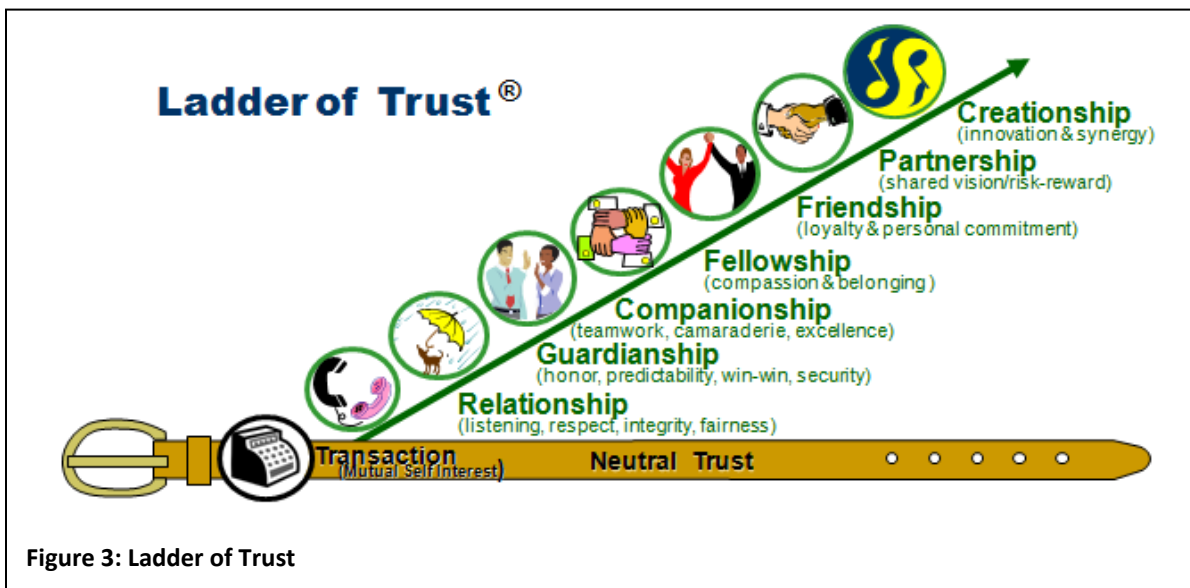 Ladder of Trust ®
Creationship
(innovation & synergy)
Partnership
(shared vision/risk-reward)
Friendship
(loyalty & personal commitment)
Fellowship
(compassion & belonging )
Companionship
(teamwork, camaraderie, excellence)
Guardianship
(honor, predictability, win-win, security)
Relationship
(listening, respect, integrity, fairness)
Transaction
(Mutual Self Interest)
Neutral Trust
Figure 3: Ladder of Trust